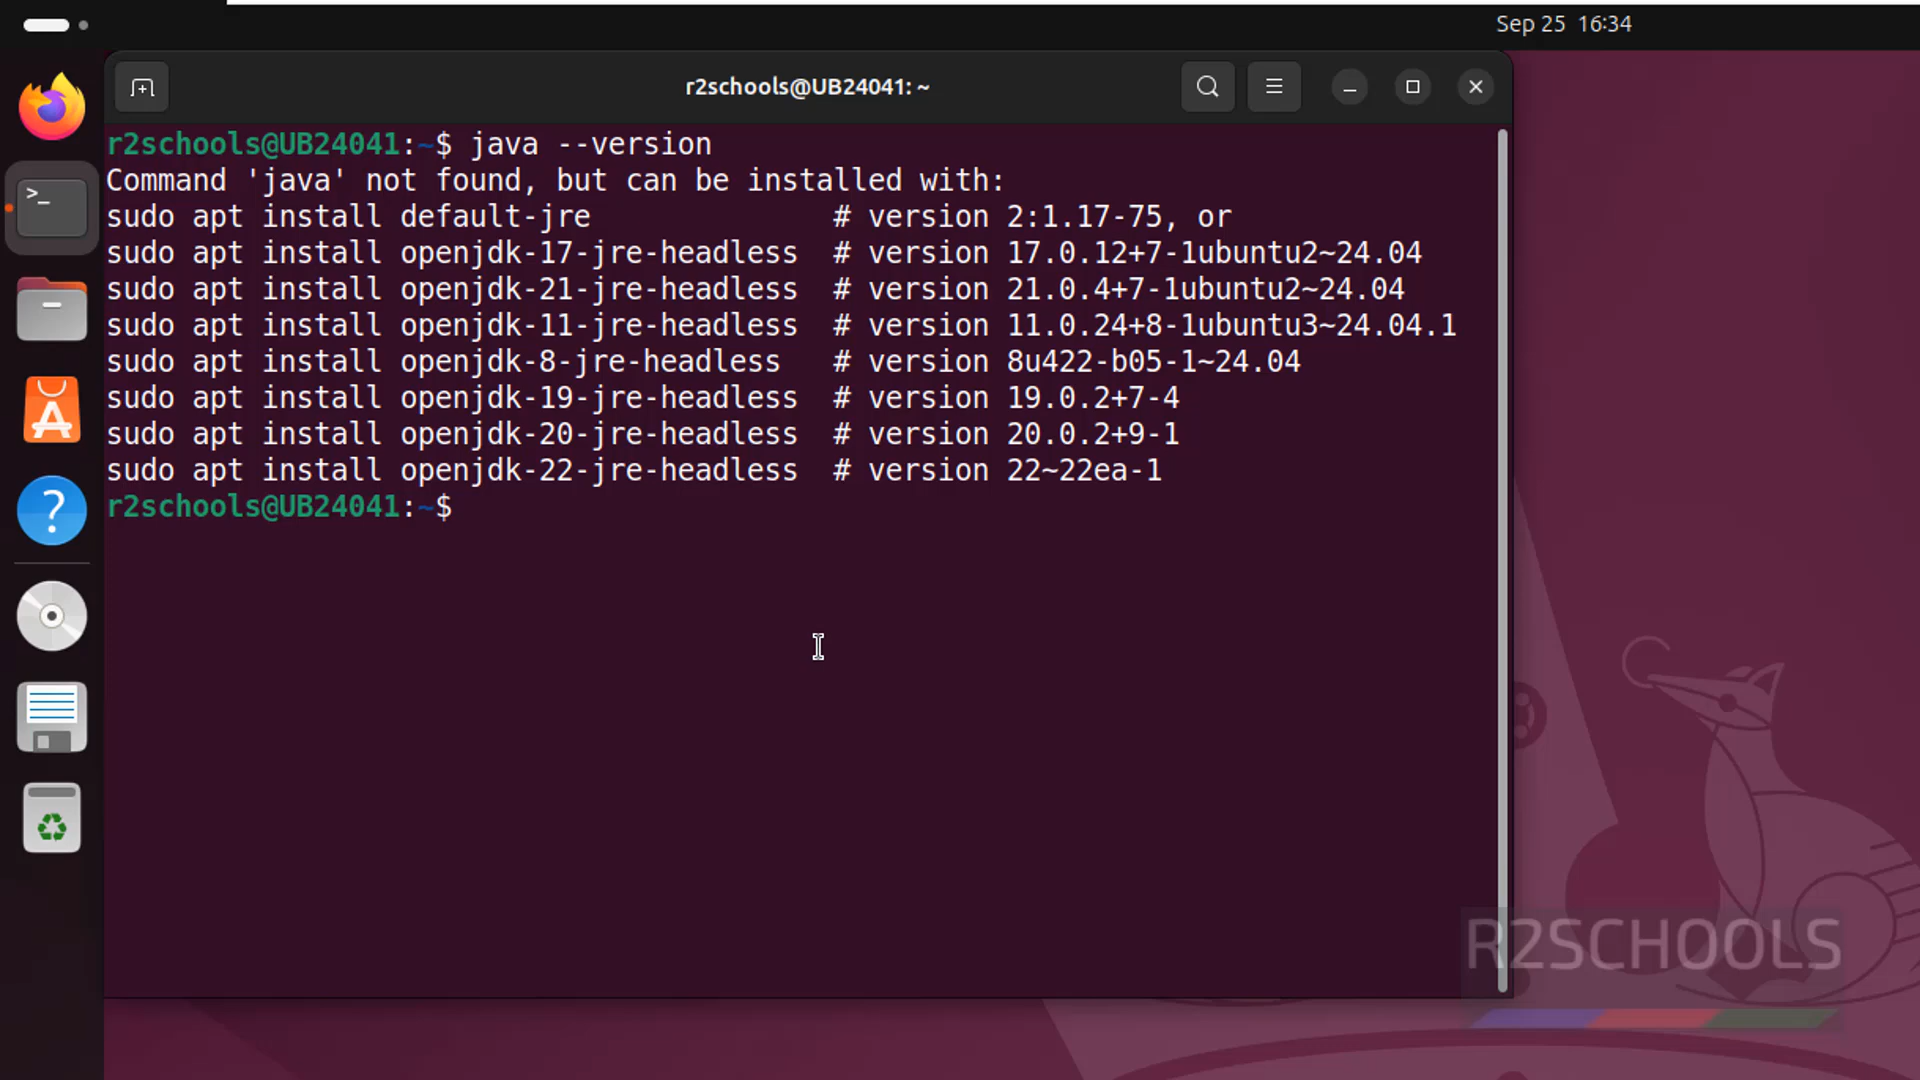 Sep 25 16:34
r2schools@UB24041: ~
r2schools@UB24041:~$ java --version
Command 'java' not found, but can be installed with:
sudo apt install default-jre              # version 2:1.17-75, or
sudo apt install openjdk-17-jre-headless  # version 17.0.12+7-1ubuntu2~24.04
sudo apt install openjdk-21-jre-headless  # version 21.0.4+7-1ubuntu2~24.04
sudo apt install openjdk-11-jre-headless  # version 11.0.24+8-1ubuntu3~24.04.1
sudo apt install openjdk-8-jre-headless   # version 8u422-b05-1~24.04
sudo apt install openjdk-19-jre-headless  # version 19.0.2+7-4
sudo apt install openjdk-20-jre-headless  # version 20.0.2+9-1
sudo apt install openjdk-22-jre-headless  # version 22~22ea-1
r2schools@UB24041:~$
R2SCHOOLS